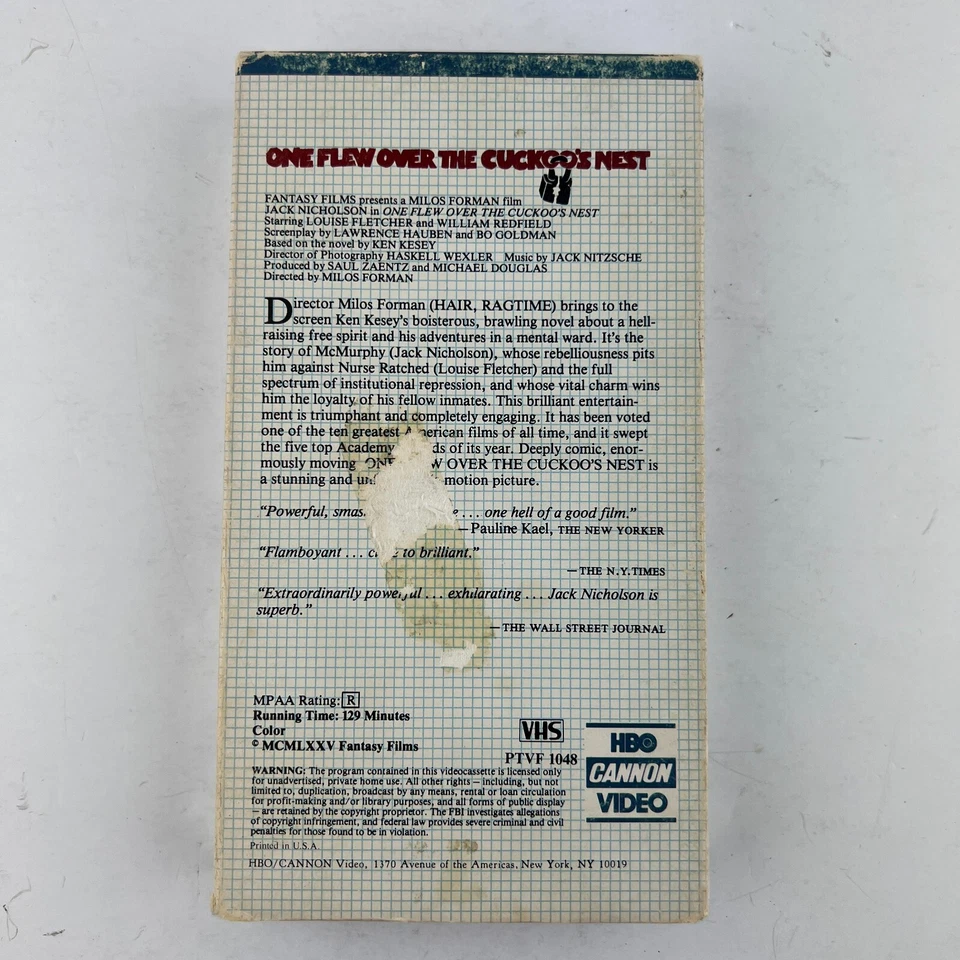 ONE FLEW OVER THE CUCKOO'S NEST
FANTASY FILMS presents a MILOS FORMAN film
JACK NICHOLSON in ONE FLEW OVER THE CUCKOO'S NEST
Starring LOUISE FLETCHER and WILLIAM REDFIELD
Screenplay by LAWRENCE HAUBEN and BO GOLDMAN
Based on the novel by KEN KESEY
Director of Photography HASKELL WEXLER Music by JACK NITZSCHE
Produced by SAUL ZAENTZ and MICHAEL DOUGLAS
Directed by MILOS FORMAN
Director Milos Forman (HAIR, RAGTIME) brings to the
screen Ken Kesey's boisterous, brawling novel about a hell-
raising free spirit and his adventures in a mental ward. It's the
story of McMurphy (Jack Nicholson), whose rebelliousness pits
him against Nurse Ratched (Louise Fletcher) and the full
spectrum of institutional repression, and whose vital charm wins
him the loyalty of his fellow inmates. This brilliant entertain-
ment is triumphant and completely engaging. It has been voted
one of the ten greatest American films of all time, and it swept
the five top Academy of its year. Deeply comic, enor-
mously moving ONE OVER THE CUCKOO'S NEST is
a stunning and motion picture.
"Powerful, ... one hell of a good film."
—Pauline Kael, THE NEW YORKER
"Flamboyant ... to brilliant."
—THE N.Y. TIMES
"Extraordinarily powerful ... exhilarating ... Jack Nicholson is
superb."
—THE WALL STREET JOURNAL
MPAA Rating: R
Running Time: 129 Minutes
Color
© MCMLXXV Fantasy Films
VHS
PTVF 1048
HBO
CANNON
VIDEO
WARNING: The program contained in this videocassette is licensed only
for unadvertised, private home use. All other rights – including, but not
limited to, duplication, broadcast by any means, rental or loan circulation
for profit-making and/or library purposes, and all forms of public display
– are retained by the copyright proprietor. The FBI investigates allegations
of copyright infringement, and federal law provides severe criminal and civil
penalties for those found to be in violation.
Printed in U.S.A.
HBO/CANNON Video, 1370 Avenue of the Americas, New York, NY 10019